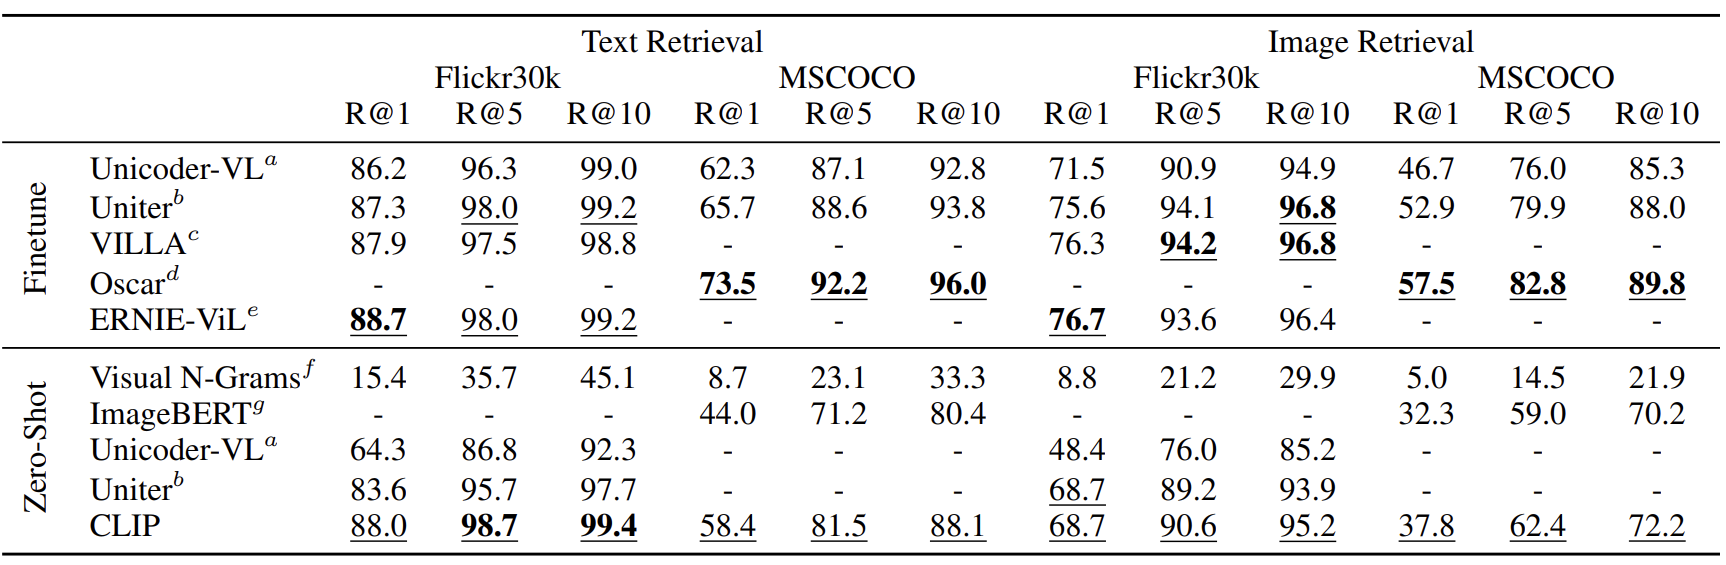 Text Retrieval Image Retrieval
Flickr30k MSCOCO Flickr30k MSCOCO
R@1 R@5 R@10 R@1 R@5 R@10 R@1 R@5 R@10 R@1 R@5 R@10
Finetune
Unicoder-VL^a 86.2 96.3 99.0 62.3 87.1 92.8 71.5 90.9 94.9 46.7 76.0 85.3
Uniter^b 87.3 98.0 99.2 65.7 88.6 93.8 75.6 94.1 96.8 52.9 79.9 88.0
VILLA^c 87.9 97.5 98.8 - - - 76.3 94.2 96.8 - - -
Oscar^d - - - 73.5 92.2 96.0 - - - 57.5 82.8 89.8
ERNIE-ViL^e 88.7 98.0 99.2 - - - 76.7 93.6 96.4 - - -
Zero-Shot
Visual N-Grams^f 15.4 35.7 45.1 8.7 23.1 33.3 8.8 21.2 29.9 5.0 14.5 21.9
ImageBERT^g - - - 44.0 71.2 80.4 - - - 32.3 59.0 70.2
Unicoder-VL^a 64.3 86.8 92.3 - - - 48.4 76.0 85.2 - - -
Uniter^b 83.6 95.7 97.7 - - - 68.7 89.2 93.9 - - -
CLIP 88.0 98.7 99.4 58.4 81.5 88.1 68.7 90.6 95.2 37.8 62.4 72.2